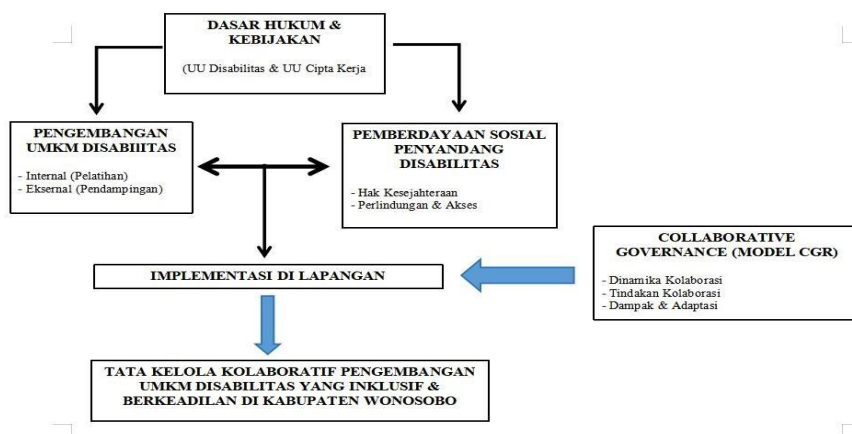 DASAR HUKUM &
KEBIJAKAN
(UU Disabilitas & UU Cipta Kerja
PENGEMBANGAN
UMKM DISABIlITAS
- Internal (Pelatihan)
- Eksernal (Pendampingan)
PEMBERDAYAAN SOSIAL
PENYANDANG
DISABILITAS
- Hak Kesejahteraan
- Perlindungan & Akses
COLLABORATIVE
GOVERNANCE (MODEL CGR)
- Dinamika Kolaborasi
- Tindakan Kolaborasi
- Dampak & Adaptasi
IMPLEMENTASI DI LAPANGAN
TATA KELOLA KOLABORATIF PENGEMBANGAN
UMKM DISABILITAS YANG INKLUSIF &
BERKEADILAN DI KABUPATEN WONOSOBO